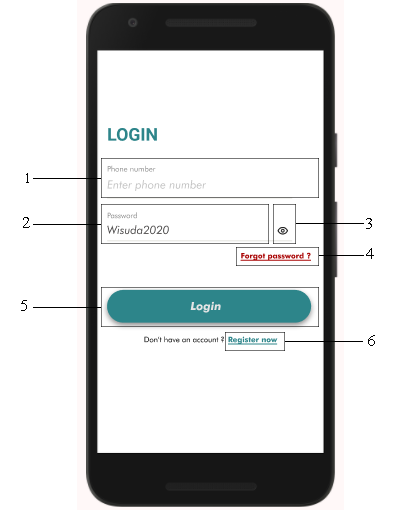 LOGIN
Phone number
1
Enter phone number
Password
2
Wisuda2020
3
Forgot password ?
4
5
Login
Don't have an account ? Register now
6